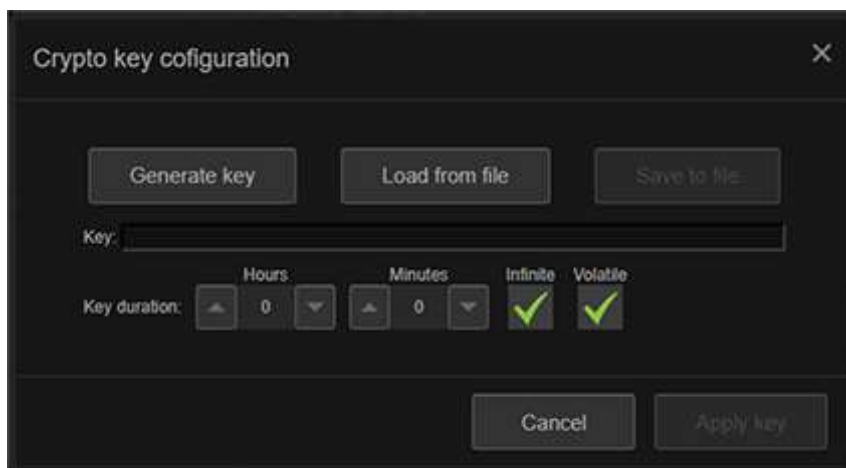 Crypto key cofiguration
Generate key Load from file Save to file
Key:
Hours Minutes Infinite Volatile
Key duration: 0 0
Cancel Apply key